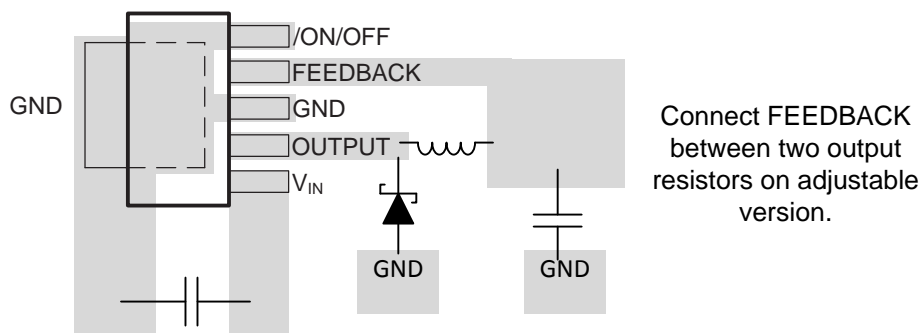 /ON/OFF
FEEDBACK
GND
GND
OUTPUT
VIN
GND
GND
Connect FEEDBACK
between two output
resistors on adjustable
version.